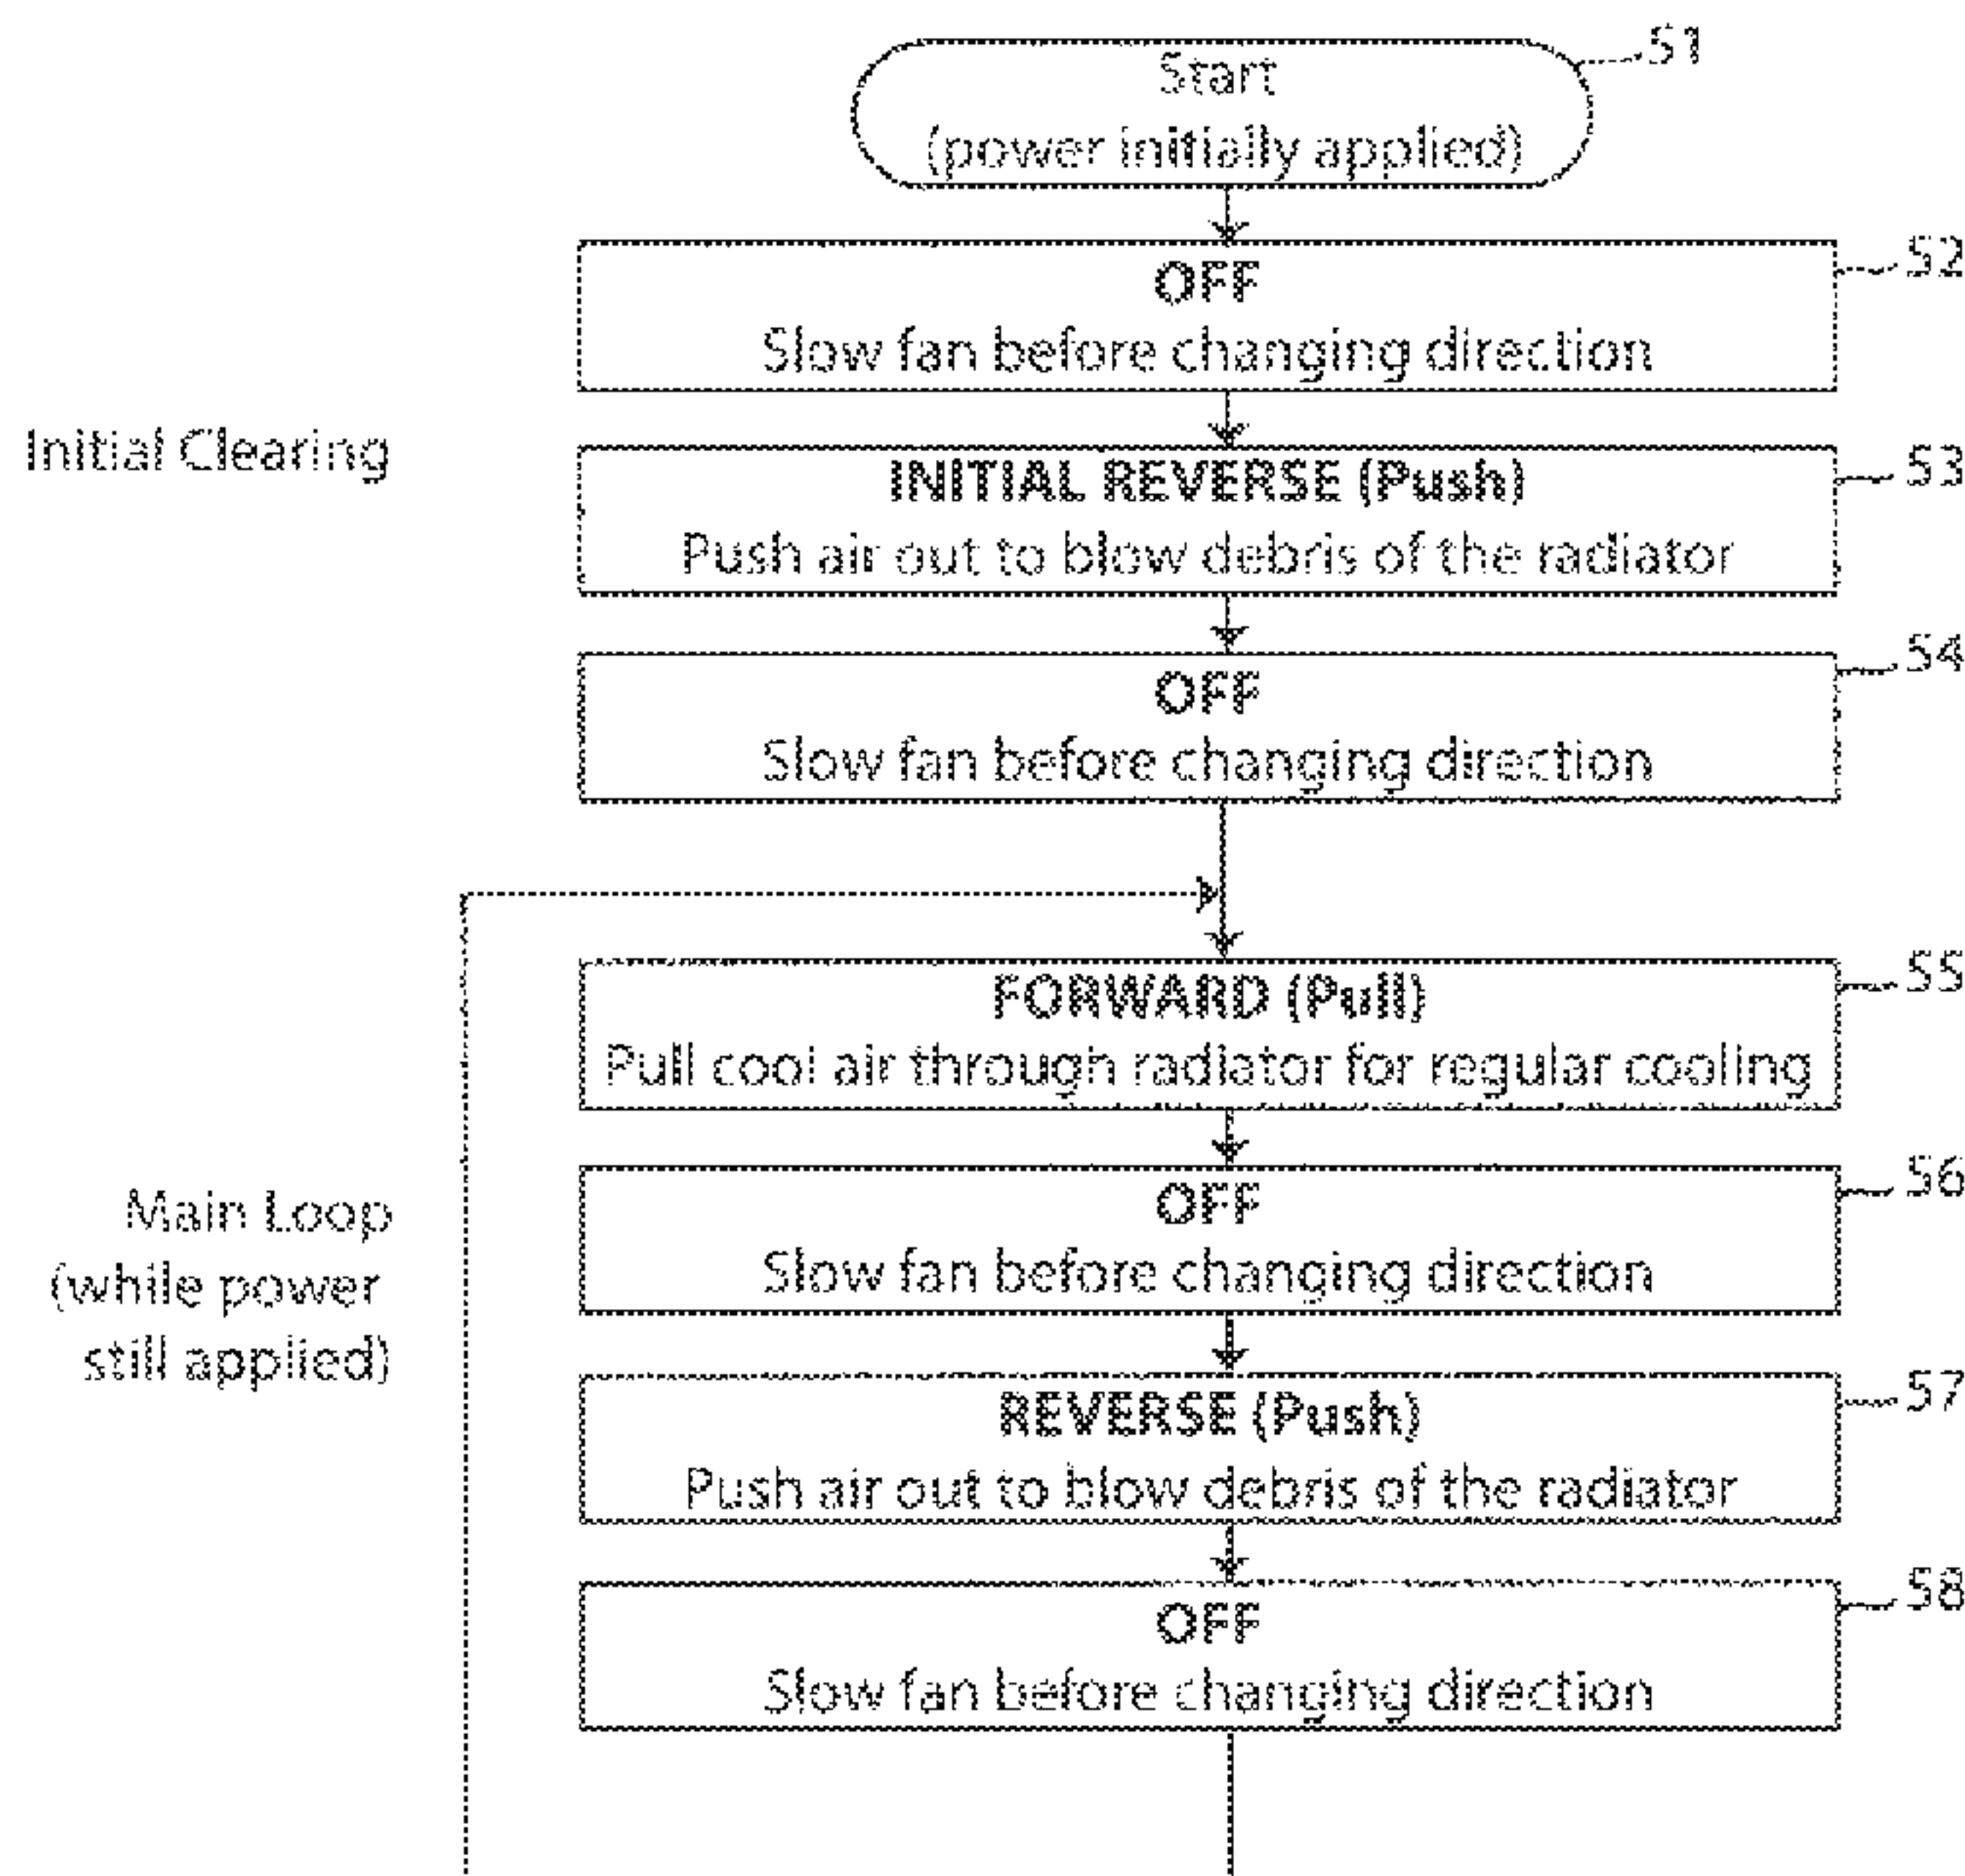 Start
(power initially applied)
51
OFF
Slow fan before changing direction
52
Initial Clearing
INITIAL REVERSE (Push)
Push air out to blow debris of the radiator
53
OFF
Slow fan before changing direction
54
FORWARD (Pull)
Pull cool air through radiator for regular cooling
55
Main Loop
(while power
still applied)
OFF
Slow fan before changing direction
56
REVERSE (Push)
Push air out to blow debris of the radiator
57
OFF
Slow fan before changing direction
58